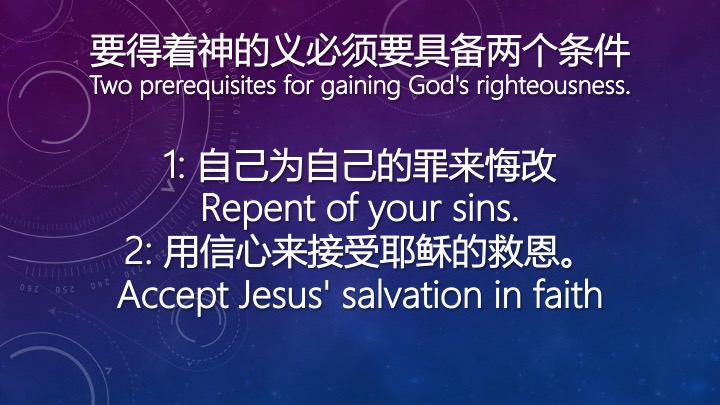 要得着神的义必须要具备两个条件
Two prerequisites for gaining God's righteousness.
1: 自己为自己的罪来悔改
Repent of your sins.
2: 用信心来接受耶稣的救恩。
Accept Jesus' salvation in faith